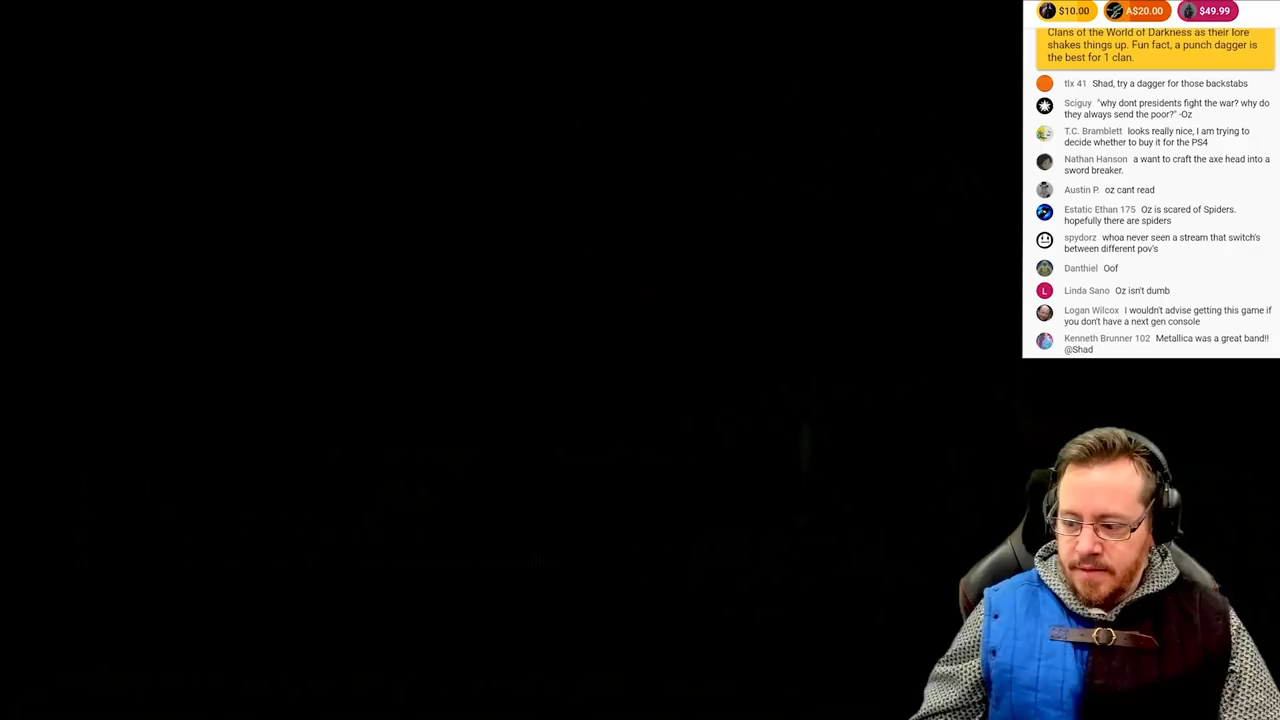 $10.00 A$20.00 $49.99
Clans of the World of Darkness as their lore
shakes things up. Fun fact, a punch dagger is
the best for 1 clan.
tlx 41 Shad, try a dagger for those backstabs
Sciguy "why dont presidents fight the war? why do
they always send the poor?" -Oz
T.C. Bramblett looks really nice, I am trying to
decide whether to buy it for the PS4
Nathan Hanson a want to craft the axe head into a
sword breaker.
Austin P. oz cant read
Estatic Ethan 175 Oz is scared of Spiders.
hopefully there are spiders
spydorz whoa never seen a stream that switch's
between different pov's
Danthiel Oof
L Linda Sano Oz isn't dumb
Logan Wilcox I wouldn't advise getting this game if
you don't have a next gen console
Kenneth Brunner 102 Metallica was a great band!!
@Shad